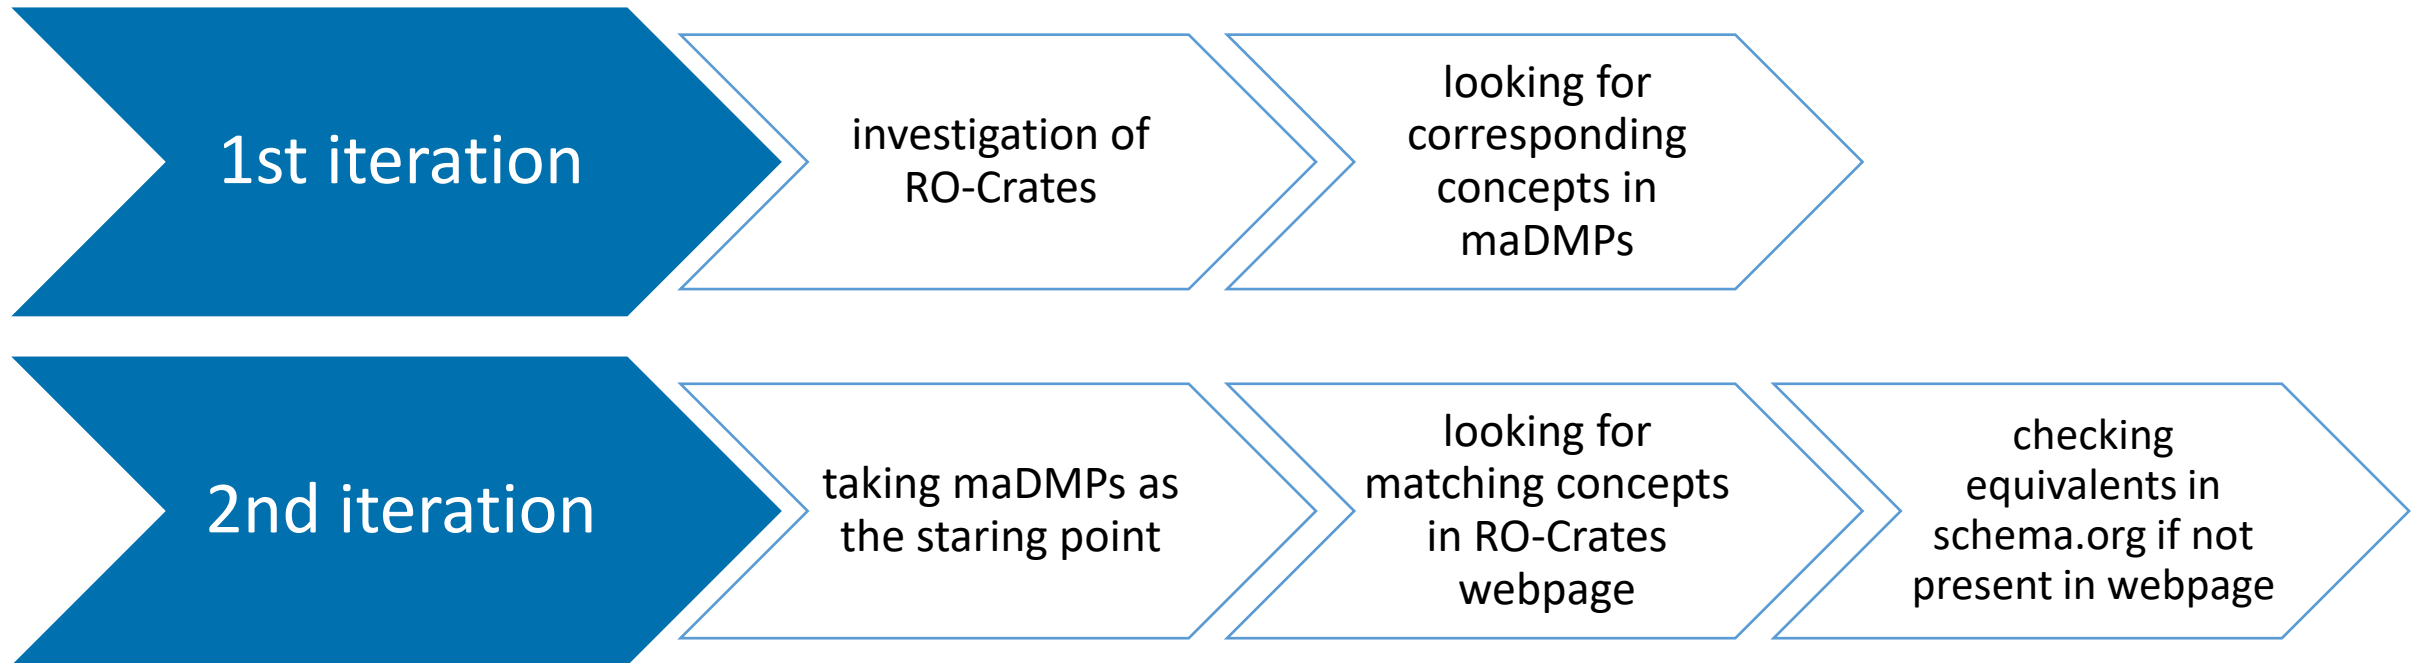 1st iteration
investigation of
RO-Crates
looking for
corresponding
concepts in
maDMPs
2nd iteration
taking maDMPs as
the staring point
looking for
matching concepts
in RO-Crates
webpage
checking
equivalents in
schema.org if not
present in webpage